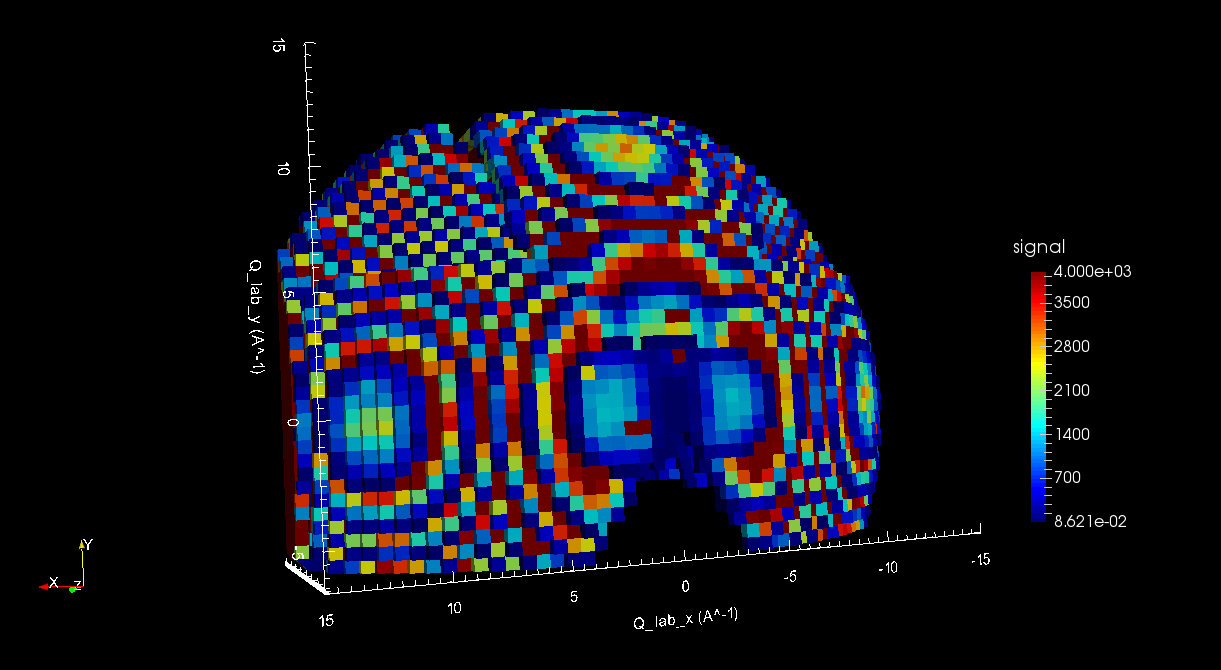 15
10
5
0
-5
Q_lab_y (A^-1)
15
10
5
0
-5
-10
-15
Q_lab_x (A^-1)
signal
4.000e+03
3500
2800
2100
1400
700
8.621e-02
Y
X
Z